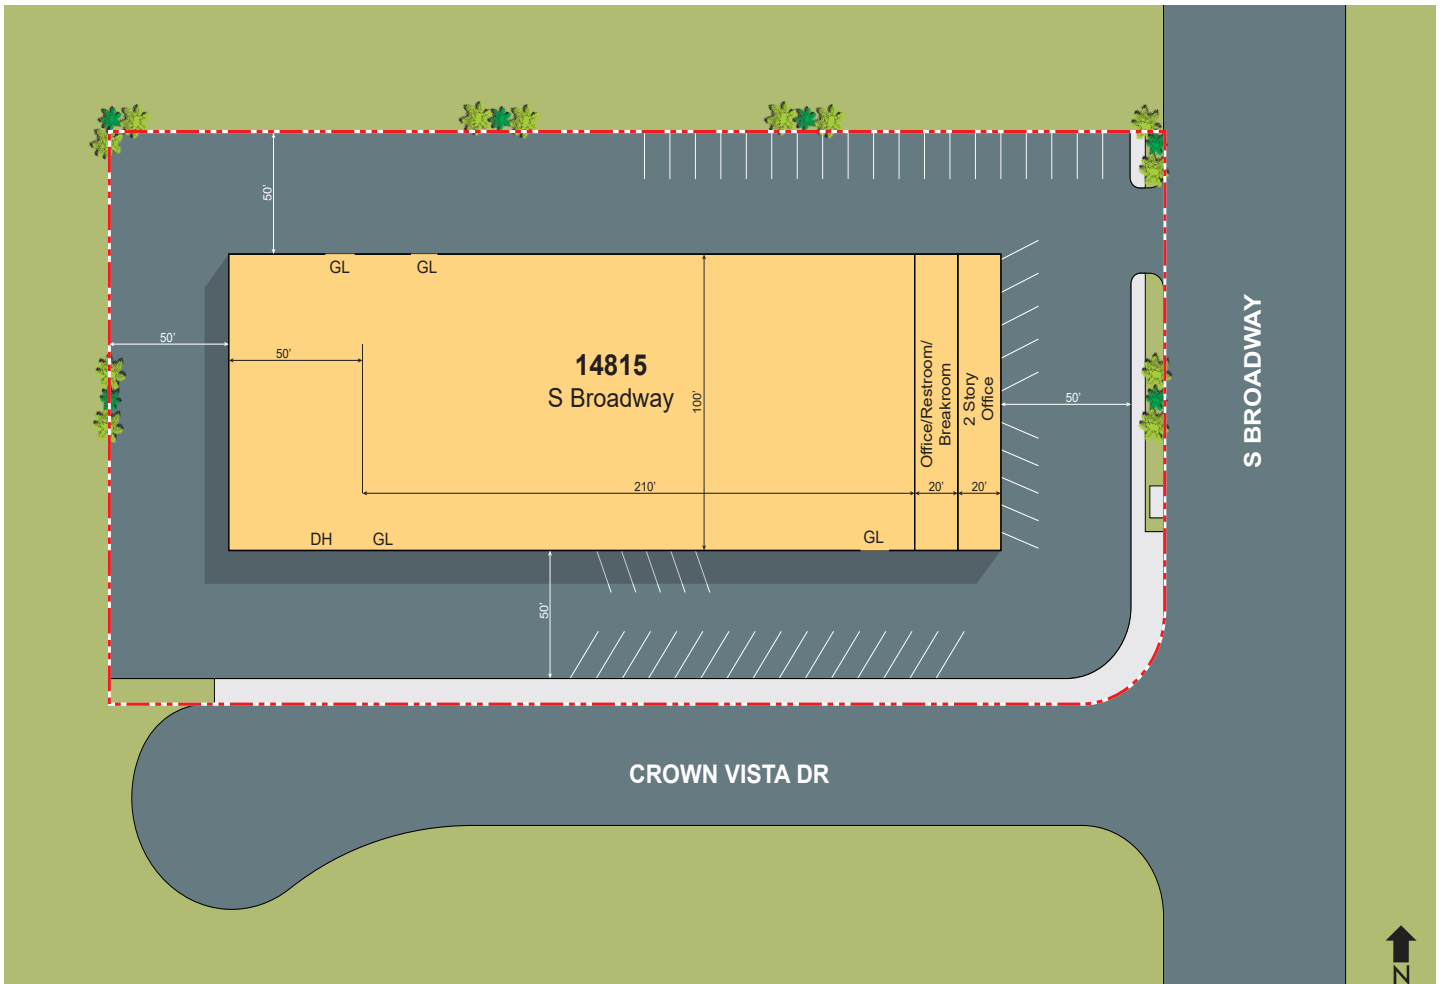 50'
GL
GL
50'
50'
14815
S Broadway
100'
Office/Restroom/
Breakroom
2 Story
Office
50'
S BROADWAY
210'
20'
20'
DH
GL
GL
50'
CROWN VISTA DR
N